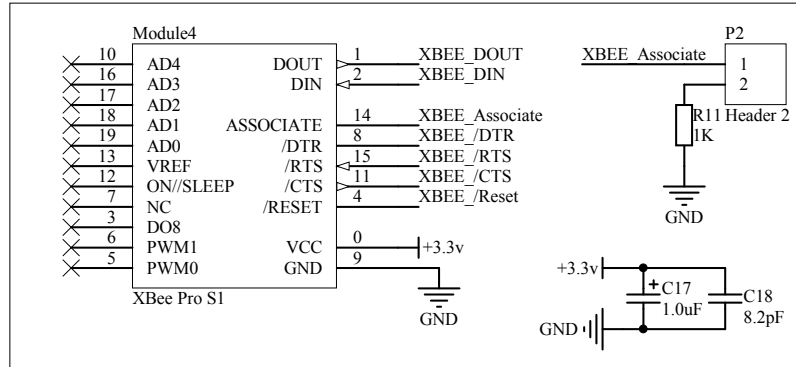 Module4
10 AD4 DOUT 1 XBEE_DOUT
16 AD3 DIN 2 XBEE_DIN
17 AD2
18 AD1 ASSOCIATE 14 XBEE_Associate
19 AD0 /DTR 8 XBEE_/DTR
13 VREF /RTS 15 XBEE_/RTS
12 ON//SLEEP /CTS 11 XBEE_/CTS
7 NC /RESET 4 XBEE_/Reset
3 DO8
6 PWM1 VCC 0 +3.3v
5 PWM0 GND 9
XBee Pro S1
GND
P2
XBEE_Associate 1
2
R11 Header 2
1K
GND
+3.3v
C17
1.0uF
C18
8.2pF
GND
+